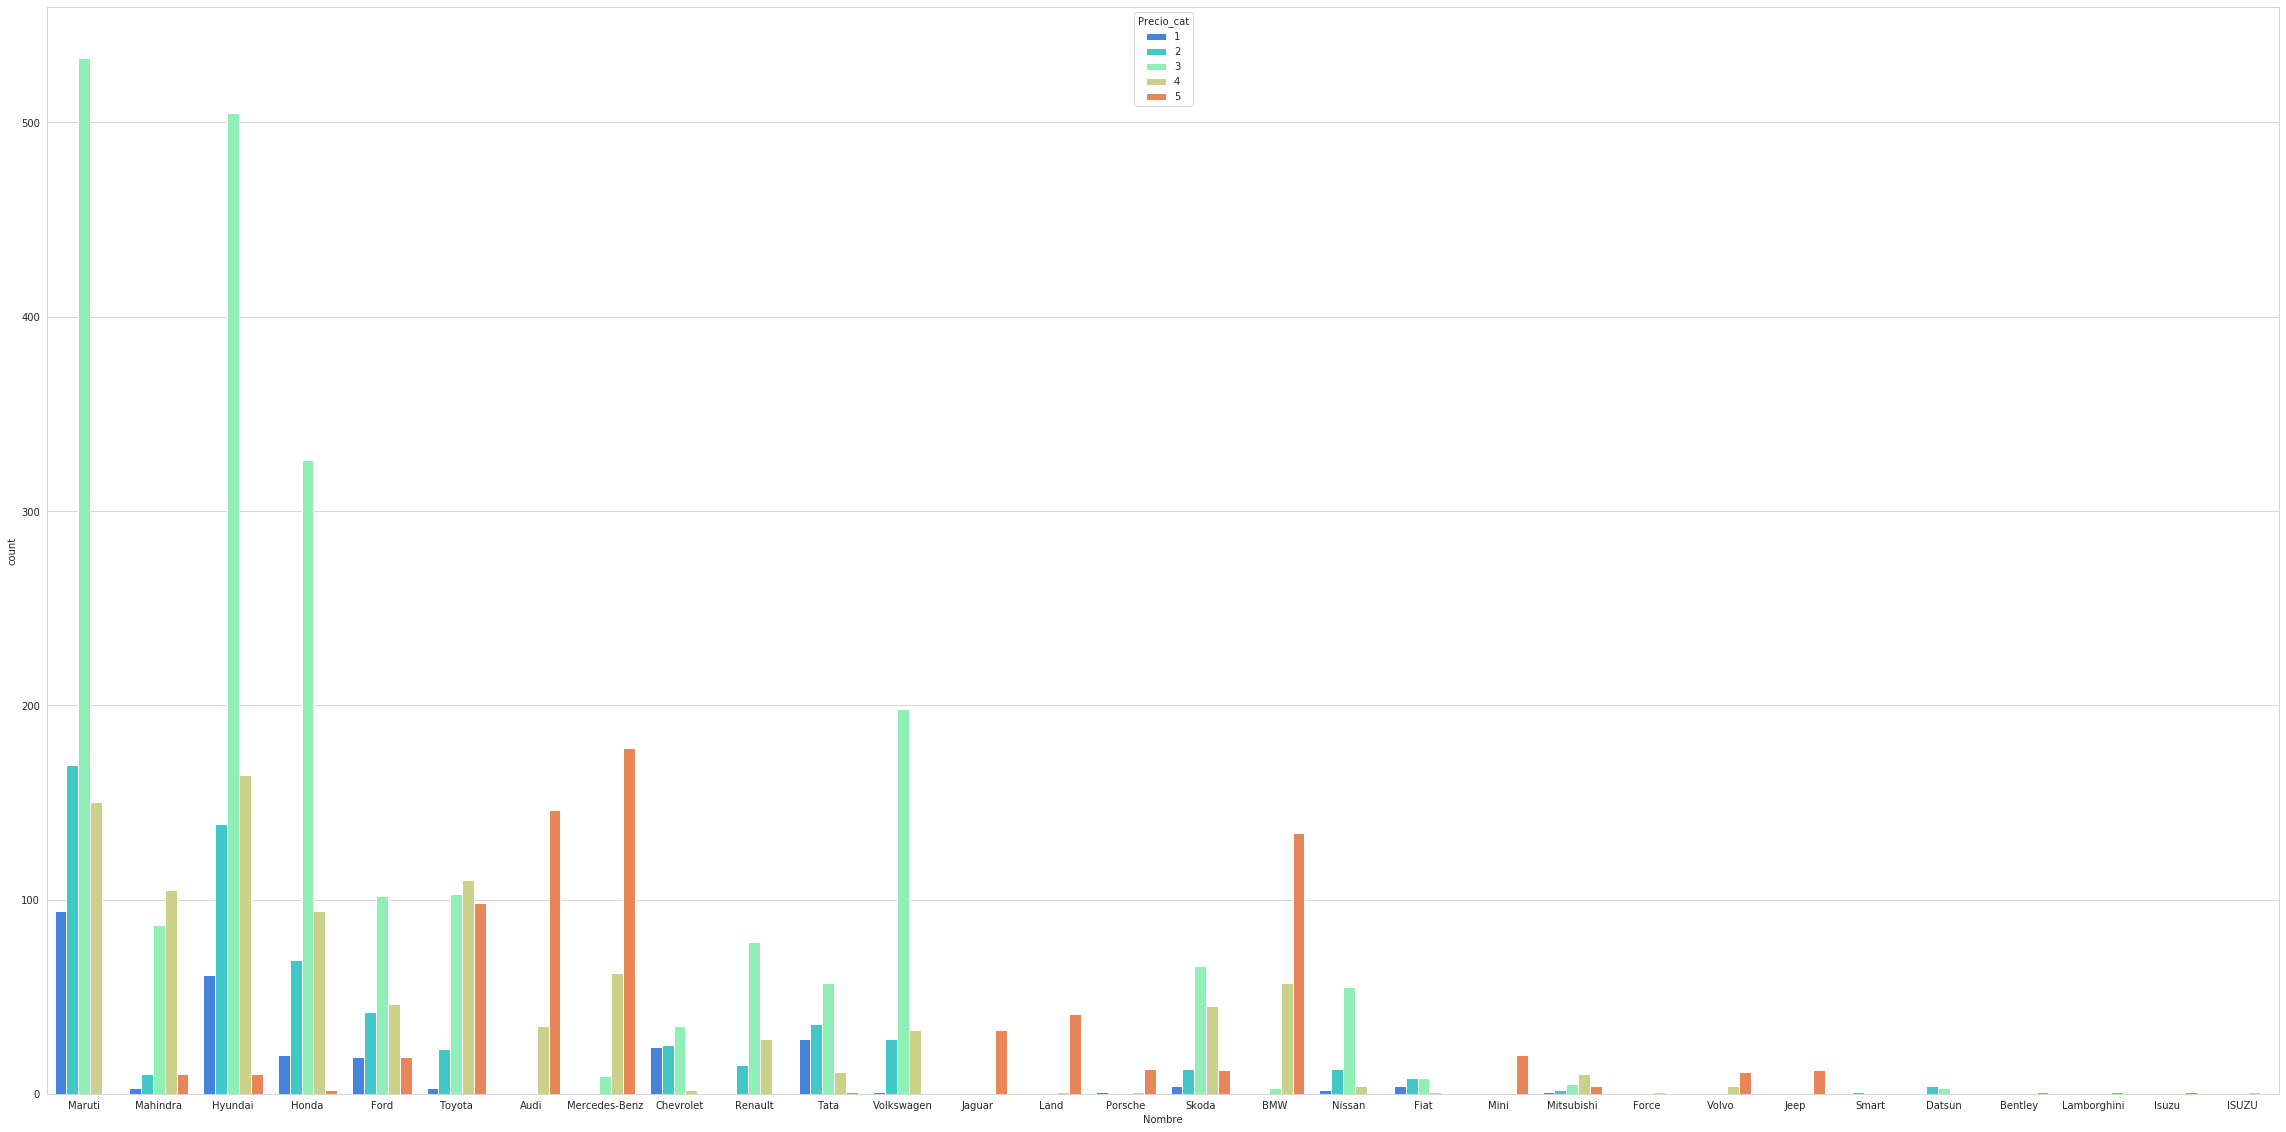 Precio_cat
1
2
3
4
5
500
400
300
200
100
0
count
Maruti Mahindra Hyundai Honda Ford Toyota Audi Mercedes-Benz Chevrolet Renault Tata Volkswagen Jaguar Land Porsche Skoda BMW Nissan Fiat Mini Mitsubishi Force Volvo Jeep Smart Datsun Bentley Lamborghini Isuzu ISUZU
Nombre